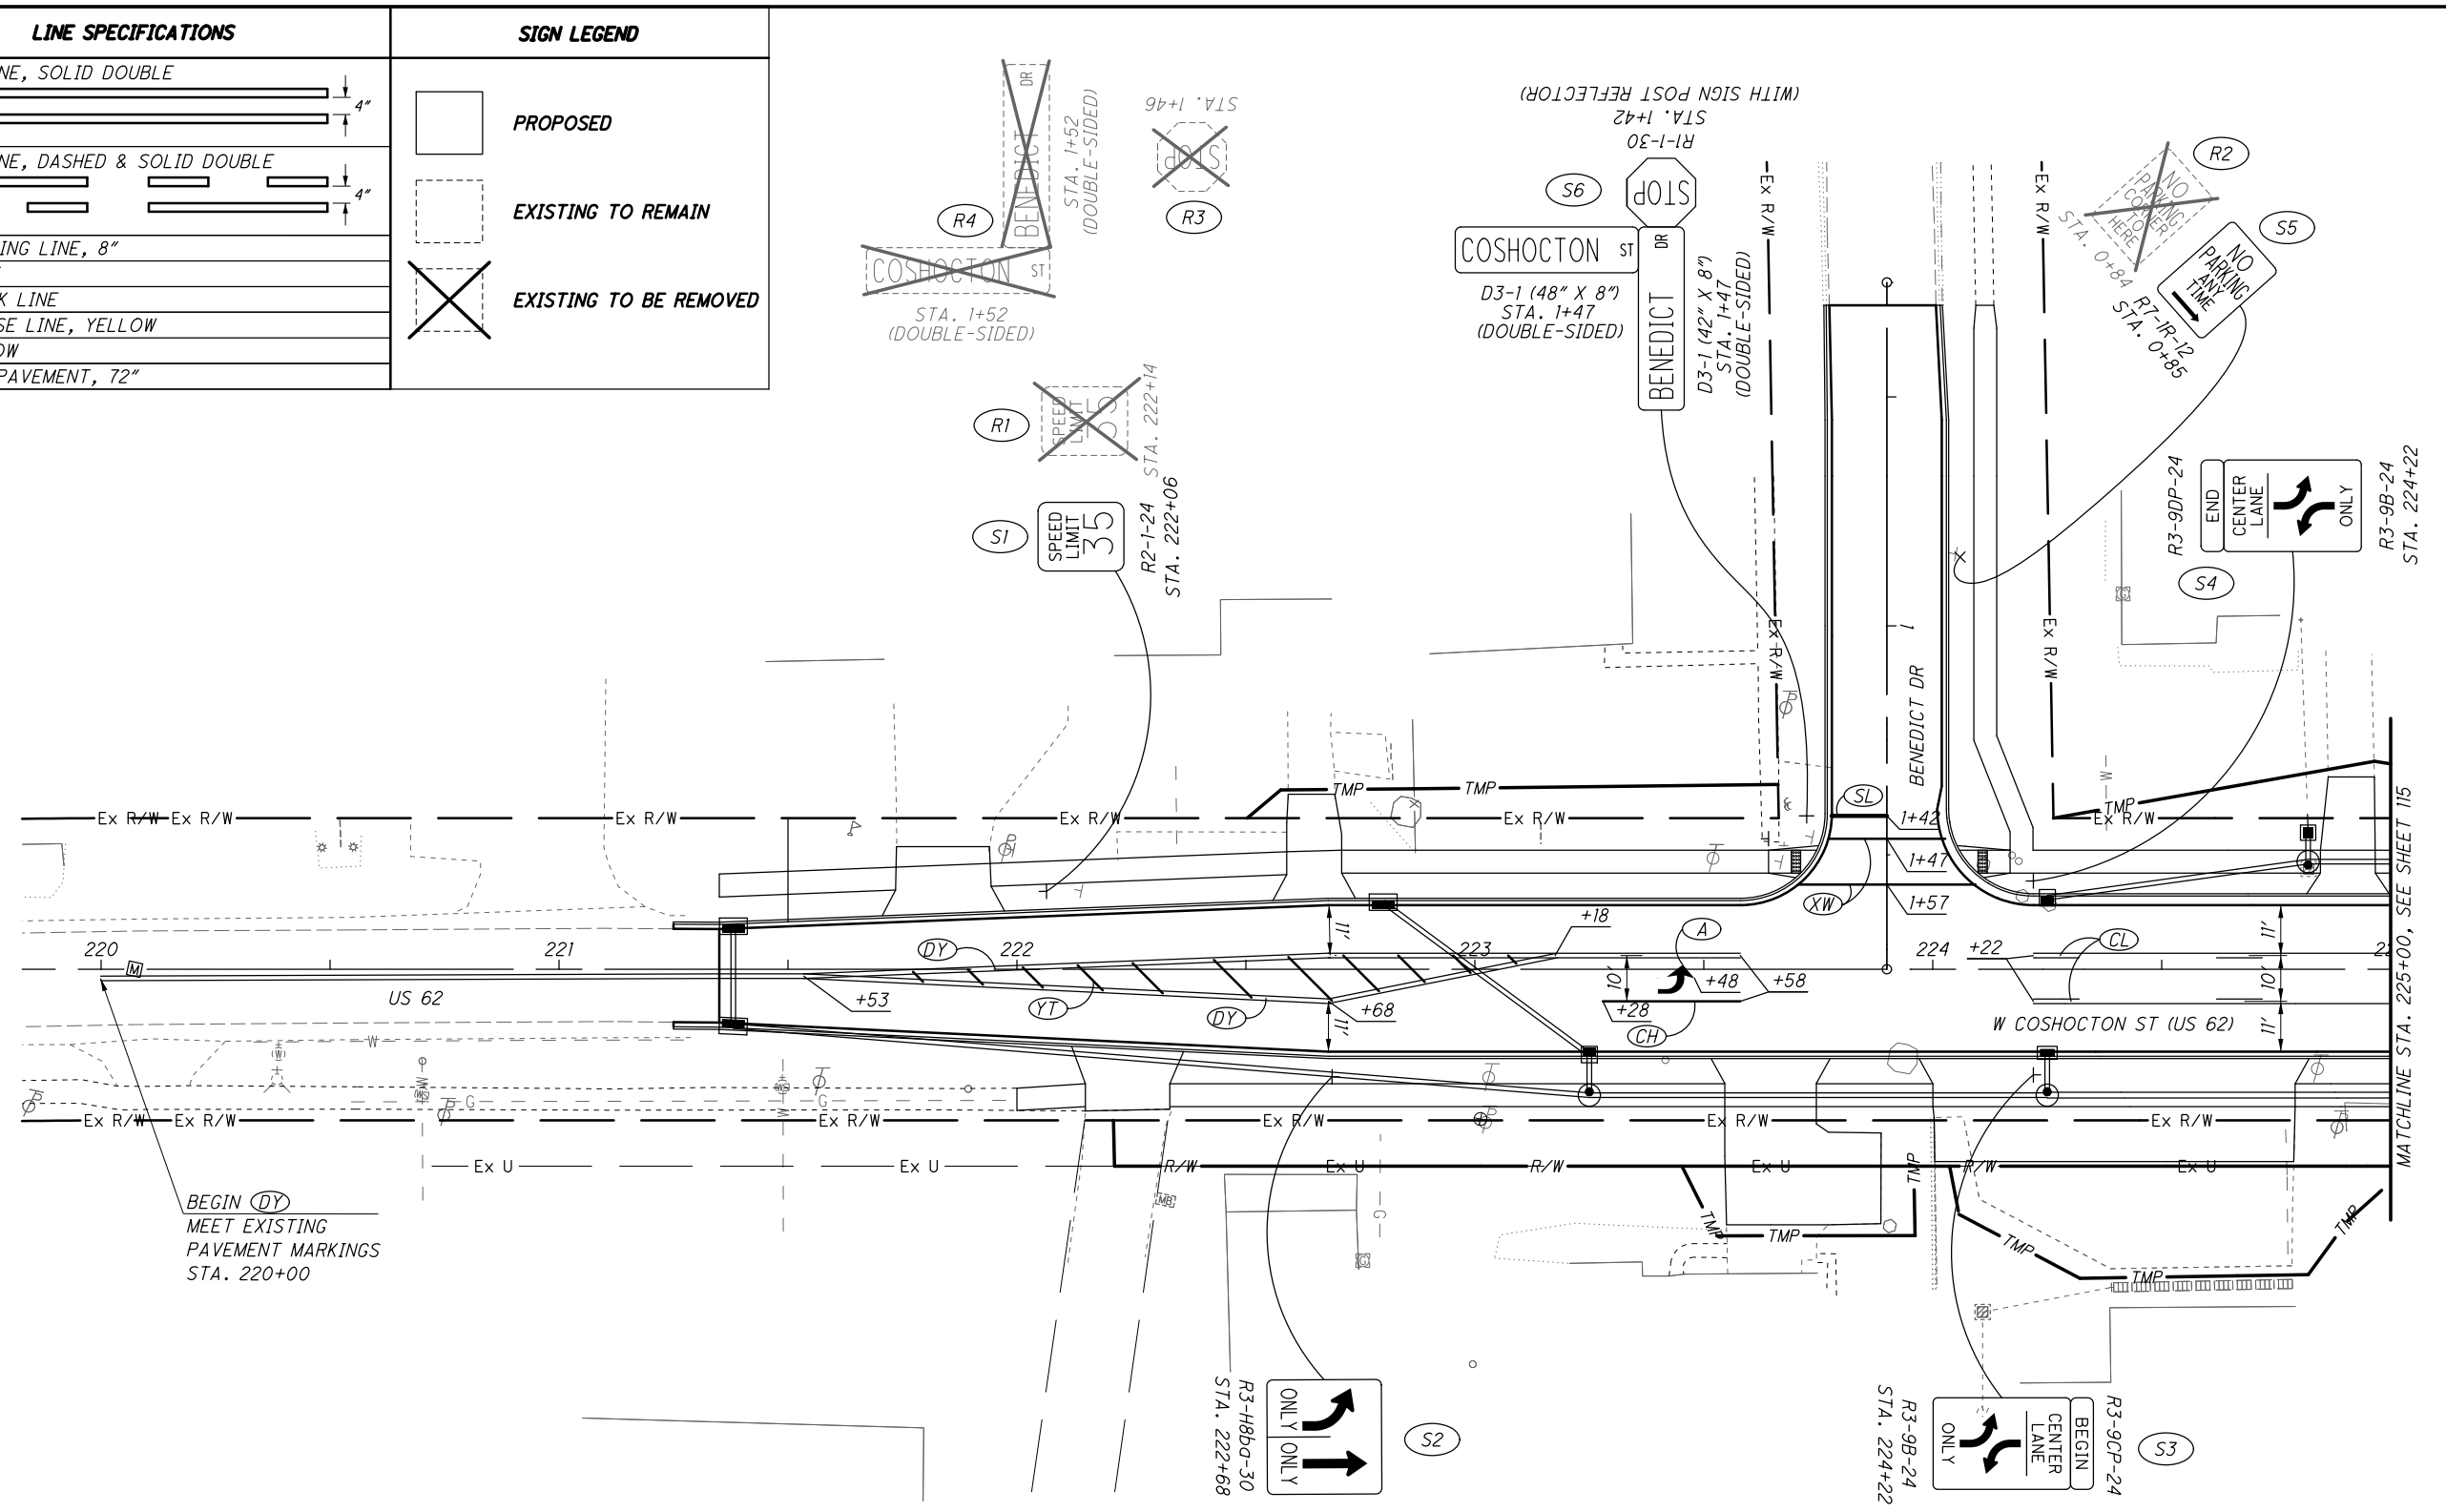 LINE SPECIFICATIONS
NE, SOLID DOUBLE
4"
NE, DASHED & SOLID DOUBLE
4"
ING LINE, 8"
K LINE
SE LINE, YELLOW
OW
PAVEMENT, 72"
SIGN LEGEND
PROPOSED
EXISTING TO REMAIN
EXISTING TO BE REMOVED
R4
BENEDICT DR
STA. 1+52
(DOUBLE-SIDED)
COSHOCTON ST
STA. 1+52
(DOUBLE-SIDED)
STA. 1+46
STOP
R3
R1
SPEED
LIMIT
35
STA. 222+14
S1
SPEED
LIMIT
35
R2-1-24
STA. 222+06
(WITH SIGN POST REFLECTOR)
STA. 1+42
R1-1-30
S6
STOP
COSHOCTON ST
D3-1 (48" X 8")
STA. 1+47
(DOUBLE-SIDED)
BENEDICT DR
D3-1 (42" X 8")
STA. 1+47
(DOUBLE-SIDED)
R2
NO
PARKING
CORNER
TO
HERE
STA. 0+84
S5
NO
PARKING
ANY
TIME
R7-1R-12
STA. 0+85
R3-9DP-24
END
CENTER
LANE
ONLY
R3-9B-24
STA. 224+22
S4
Ex R/W
Ex R/W
Ex R/W
Ex R/W
1
BENEDICT DR
SL
1+42
1+47
1+57
XW
TMP
TMP
TMP
Ex R/W
Ex R/W
Ex R/W
Ex R/W
Ex R/W
Ex R/W
W
G
220
M
221
DY
222
223
+18
A
224
+22
CL
22
US 62
+53
YT
DY
+68
11'
11'
10'
+28
CH
+48
+58
11'
10'
11'
W COSHOCTON ST (US 62)
MATCHLINE STA. 225+00, SEE SHEET 115
W
W
W
G
G
G
W
Ex R/W
Ex R/W
Ex R/W
Ex R/W
Ex R/W
Ex R/W
Ex U
Ex U
R/W
Ex U
R/W
Ex U
R/W
Ex U
MB
G
TMP
TMP
TMP
TMP
TMP
TMP
BEGIN DY
MEET EXISTING
PAVEMENT MARKINGS
STA. 220+00
R3-H8ba-30
STA. 222+68
ONLY
ONLY
S2
R3-9B-24
STA. 224+22
BEGIN
CENTER
LANE
ONLY
R3-9CP-24
S3